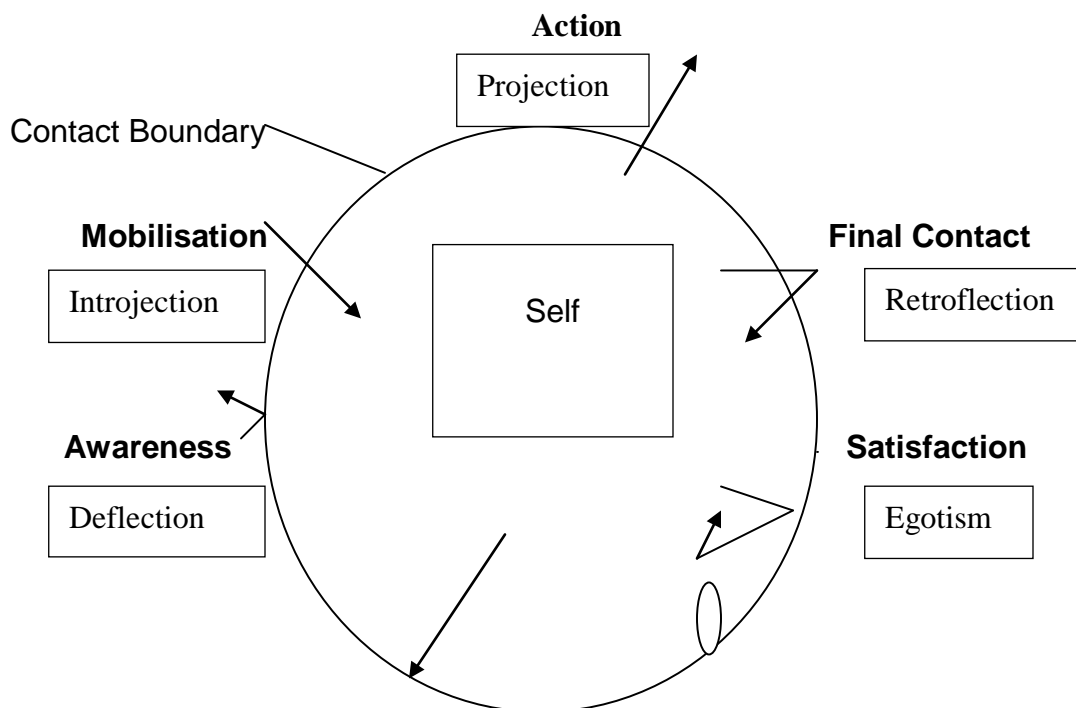 Action
Projection
Contact Boundary
Mobilisation
Final Contact
Introjection
Self
Retroflection
Awareness
Satisfaction
Deflection
Egotism